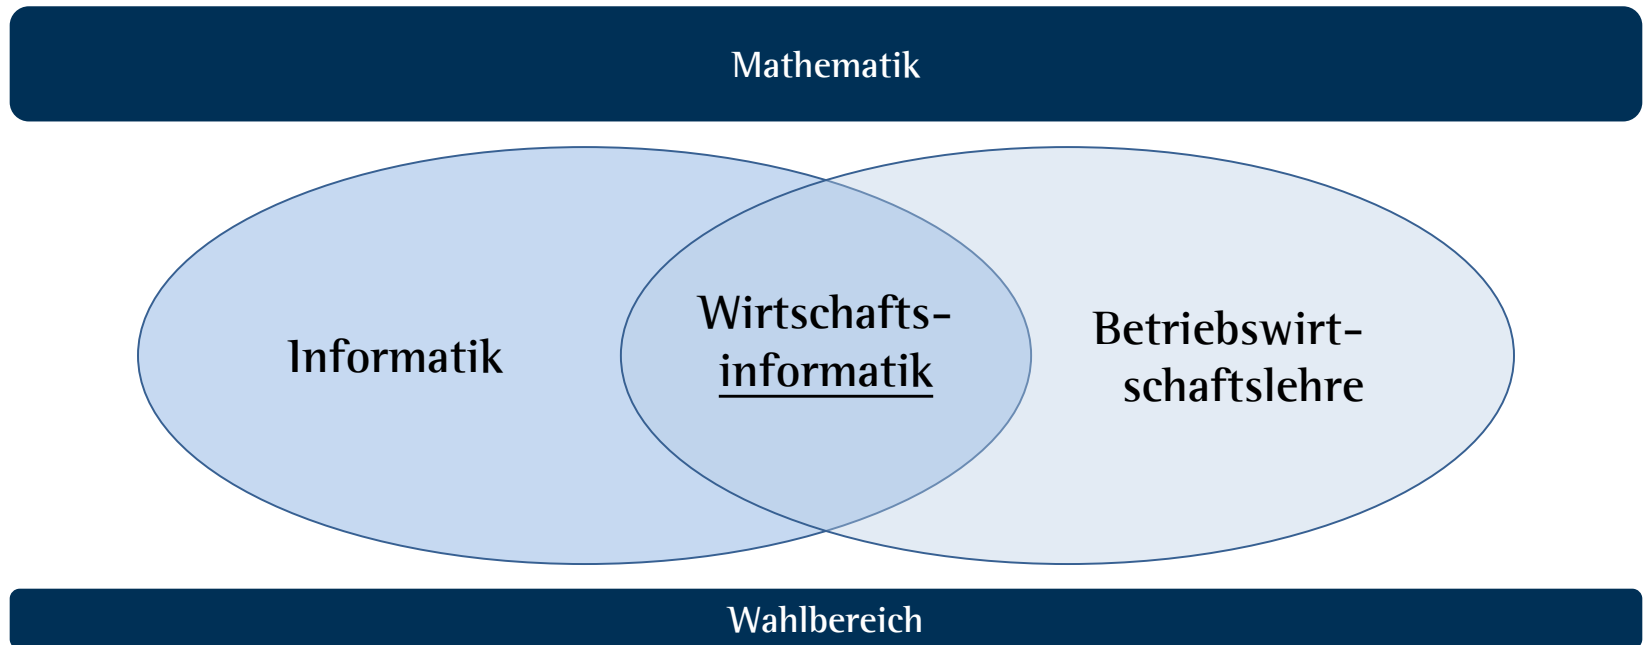 Mathematik
Informatik
Wirtschafts-
informatik
Betriebswirt-
schaftslehre
Wahlbereich